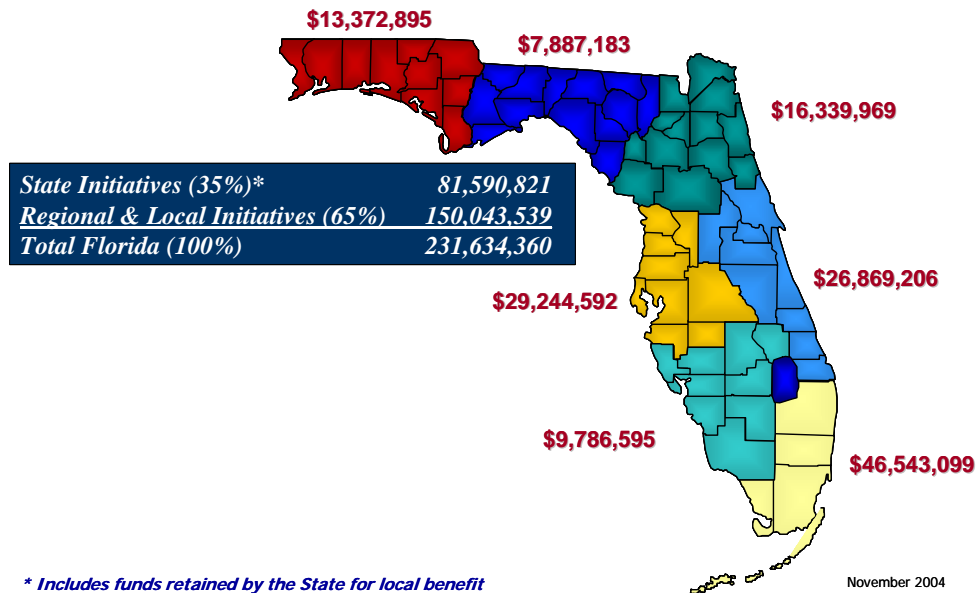 $13,372,895
$7,887,183
$16,339,969
State Initiatives (35%)* 81,590,821
Regional & Local Initiatives (65%) 150,043,539
Total Florida (100%) 231,634,360
$26,869,206
$29,244,592
$9,786,595
$46,543,099
* Includes funds retained by the State for local benefit
November 2004